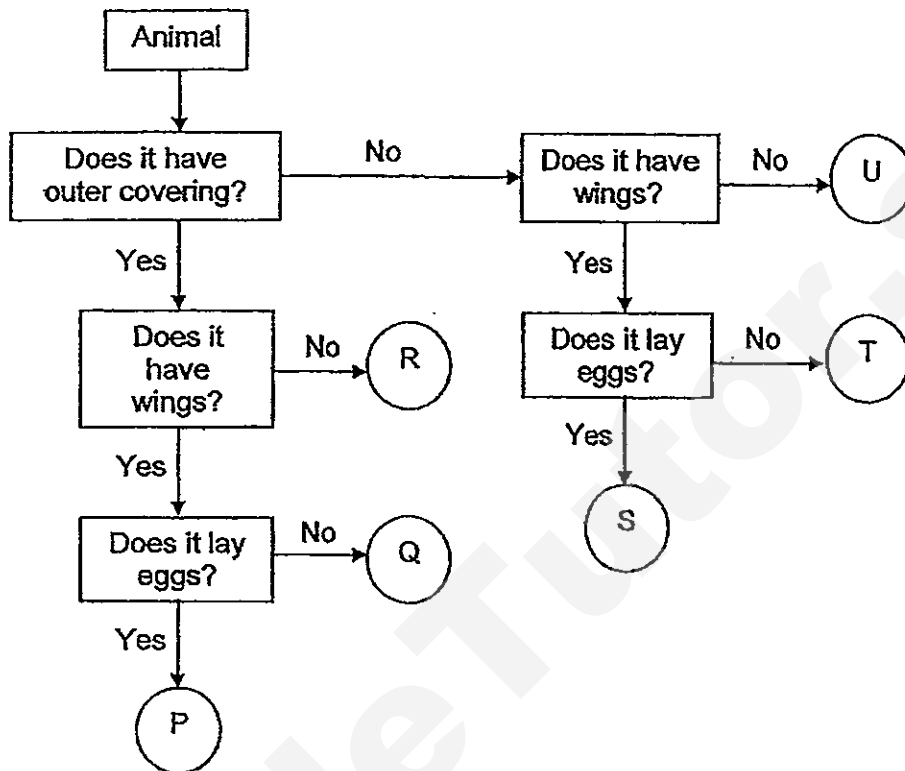 Animal
Does it have
outer covering?
No
Does it have
wings?
No
U
Yes
Yes
Does it
have
wings?
No
R
Does it lay
eggs?
No
T
Yes
Yes
Does it lay
eggs?
No
Q
S
Yes
P